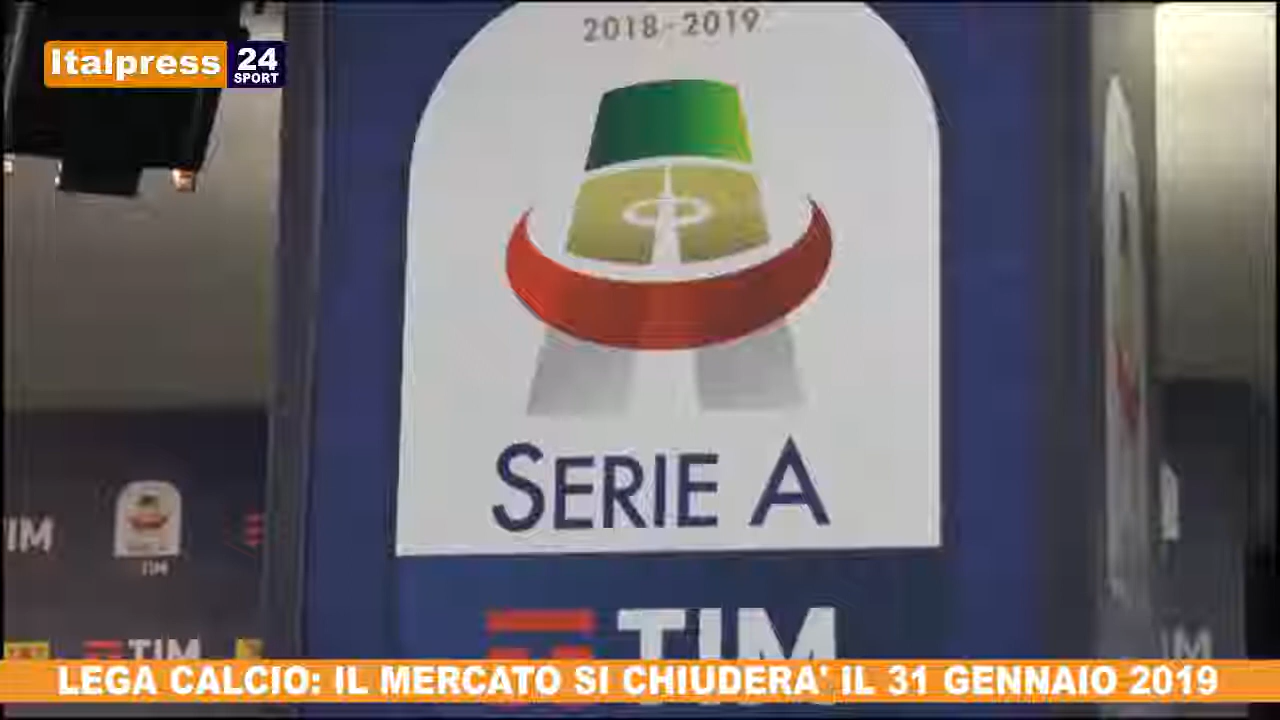 2018-2019
Italpress 24
SPORT
SERIE A
TIM
TIM
TIM
TIM
LEGA CALCIO: IL MERCATO SI CHIUDERA' IL 31 GENNAIO 2019